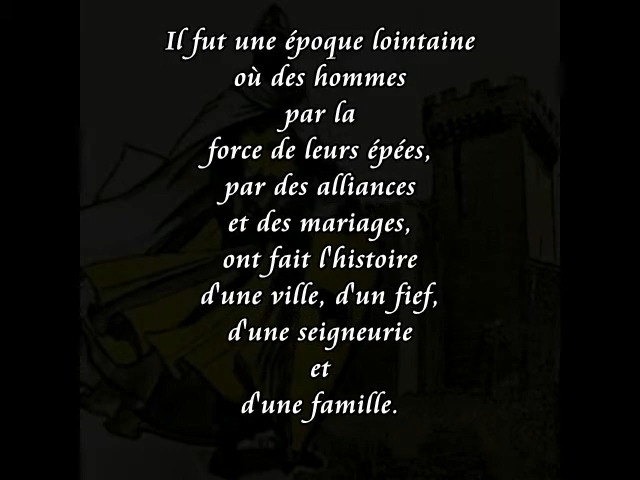 Il fut une époque lointaine
où des hommes
par la
force de leurs épées,
par des alliances
et des mariages,
ont fait l'histoire
d'une ville, d'un fief,
d'une seigneurie
et
d'une famille.